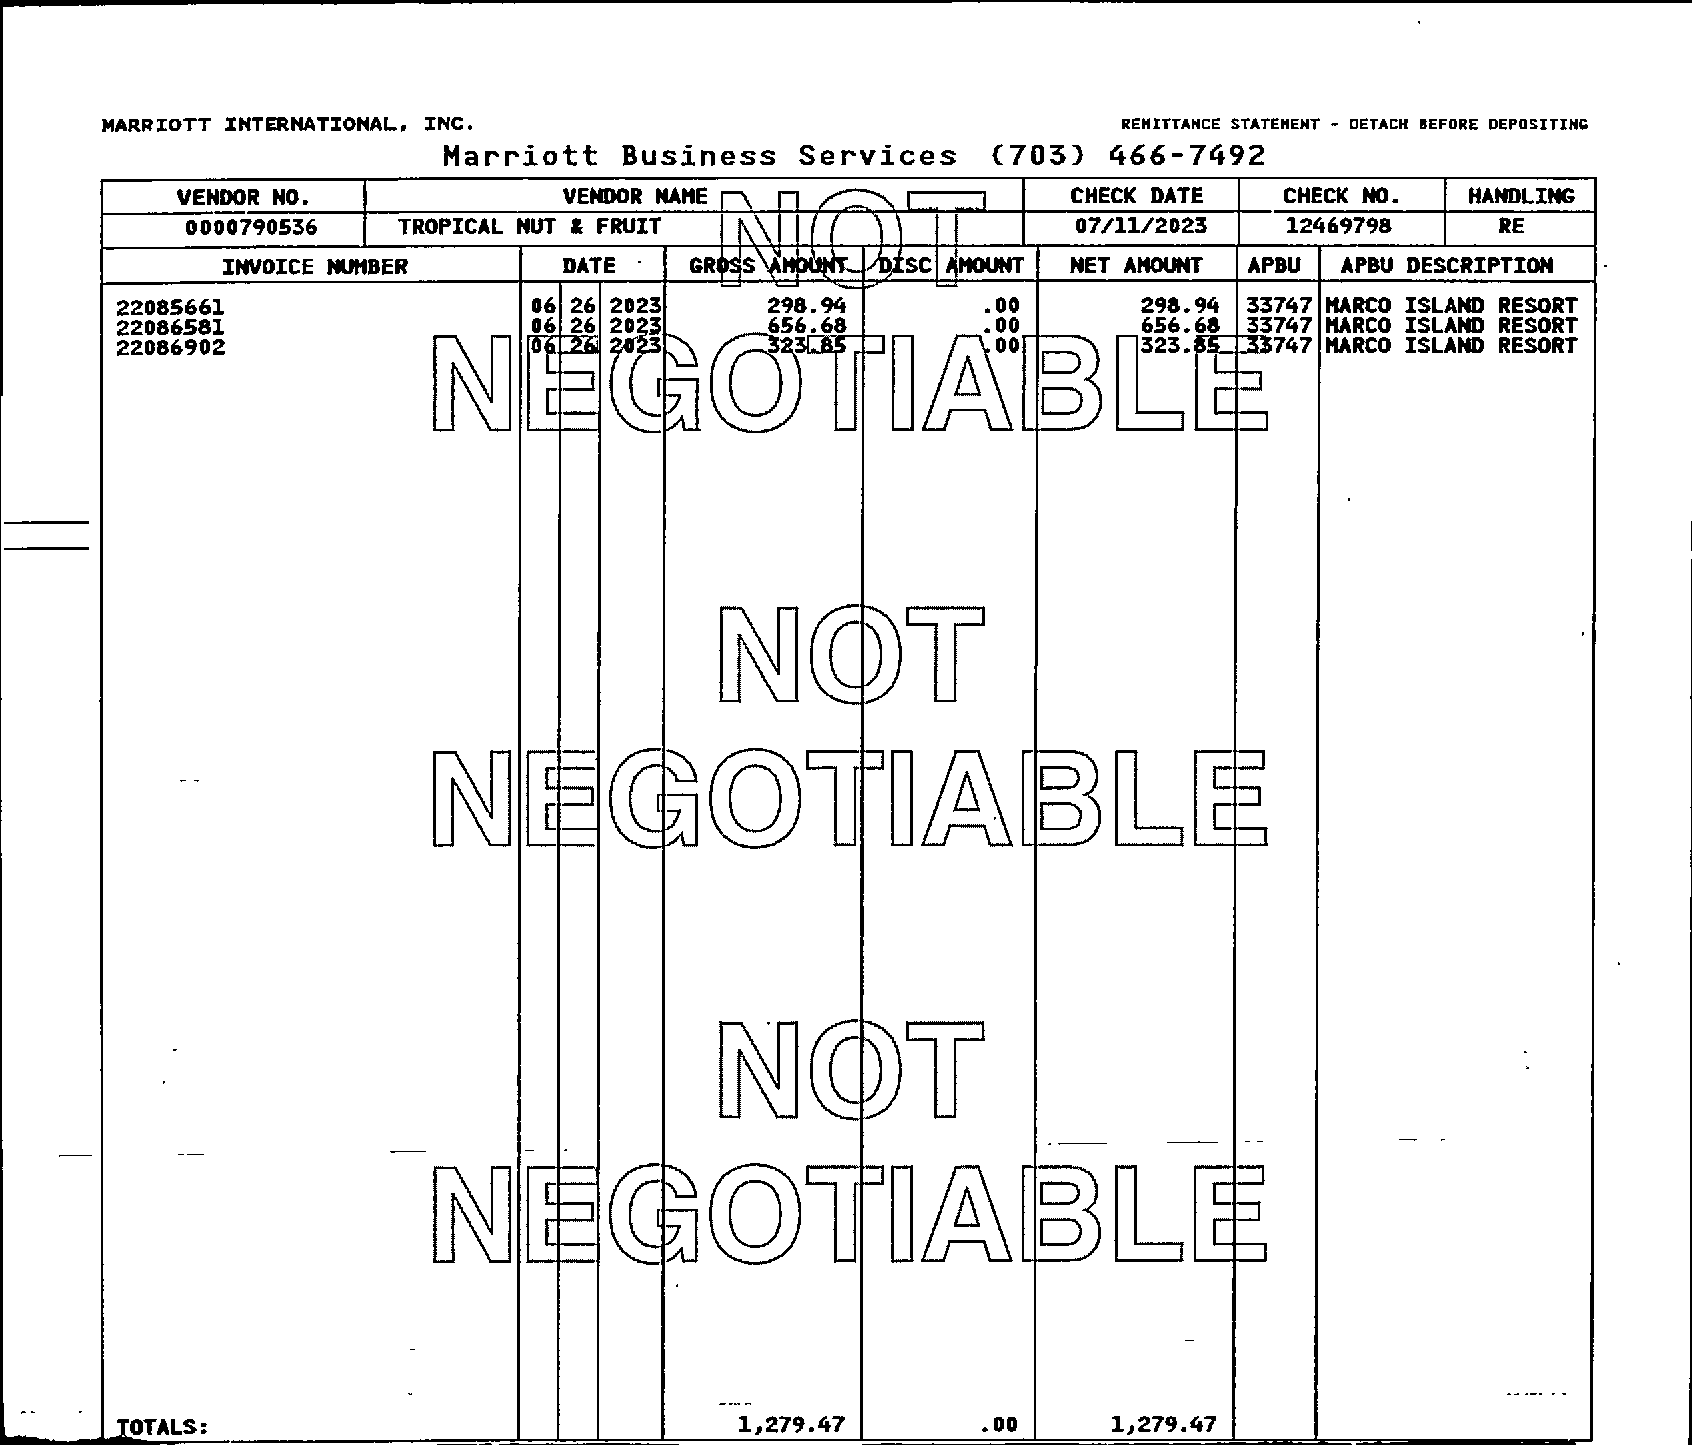 MARRIOTT INTERNATIONAL, INC. REMITTANCE STATEMENT - DETACH BEFORE DEPOSITING
Marriott Business Services (703) 466-7492
VENDOR NO. VENDOR NAME CHECK DATE CHECK NO. HANDLING
0000790536 TROPICAL NUT & FRUIT 07/11/2023 12469798 RE
NOT
INVOICE NUMBER DATE GROSS AMOUNT DISC AMOUNT NET AMOUNT APBU APBU DESCRIPTION
22085661 06 26 2023 298.94 .00 298.94 33747 MARCO ISLAND RESORT
22086581 06 26 2023 656.68 .00 656.68 33747 MARCO ISLAND RESORT
22086902 06 26 2023 323.85 .00 323.85 33747 MARCO ISLAND RESORT
NEGOTIABLE
NOT
NEGOTIABLE
NOT
NEGOTIABLE
TOTALS: 1,279.47 .00 1,279.47